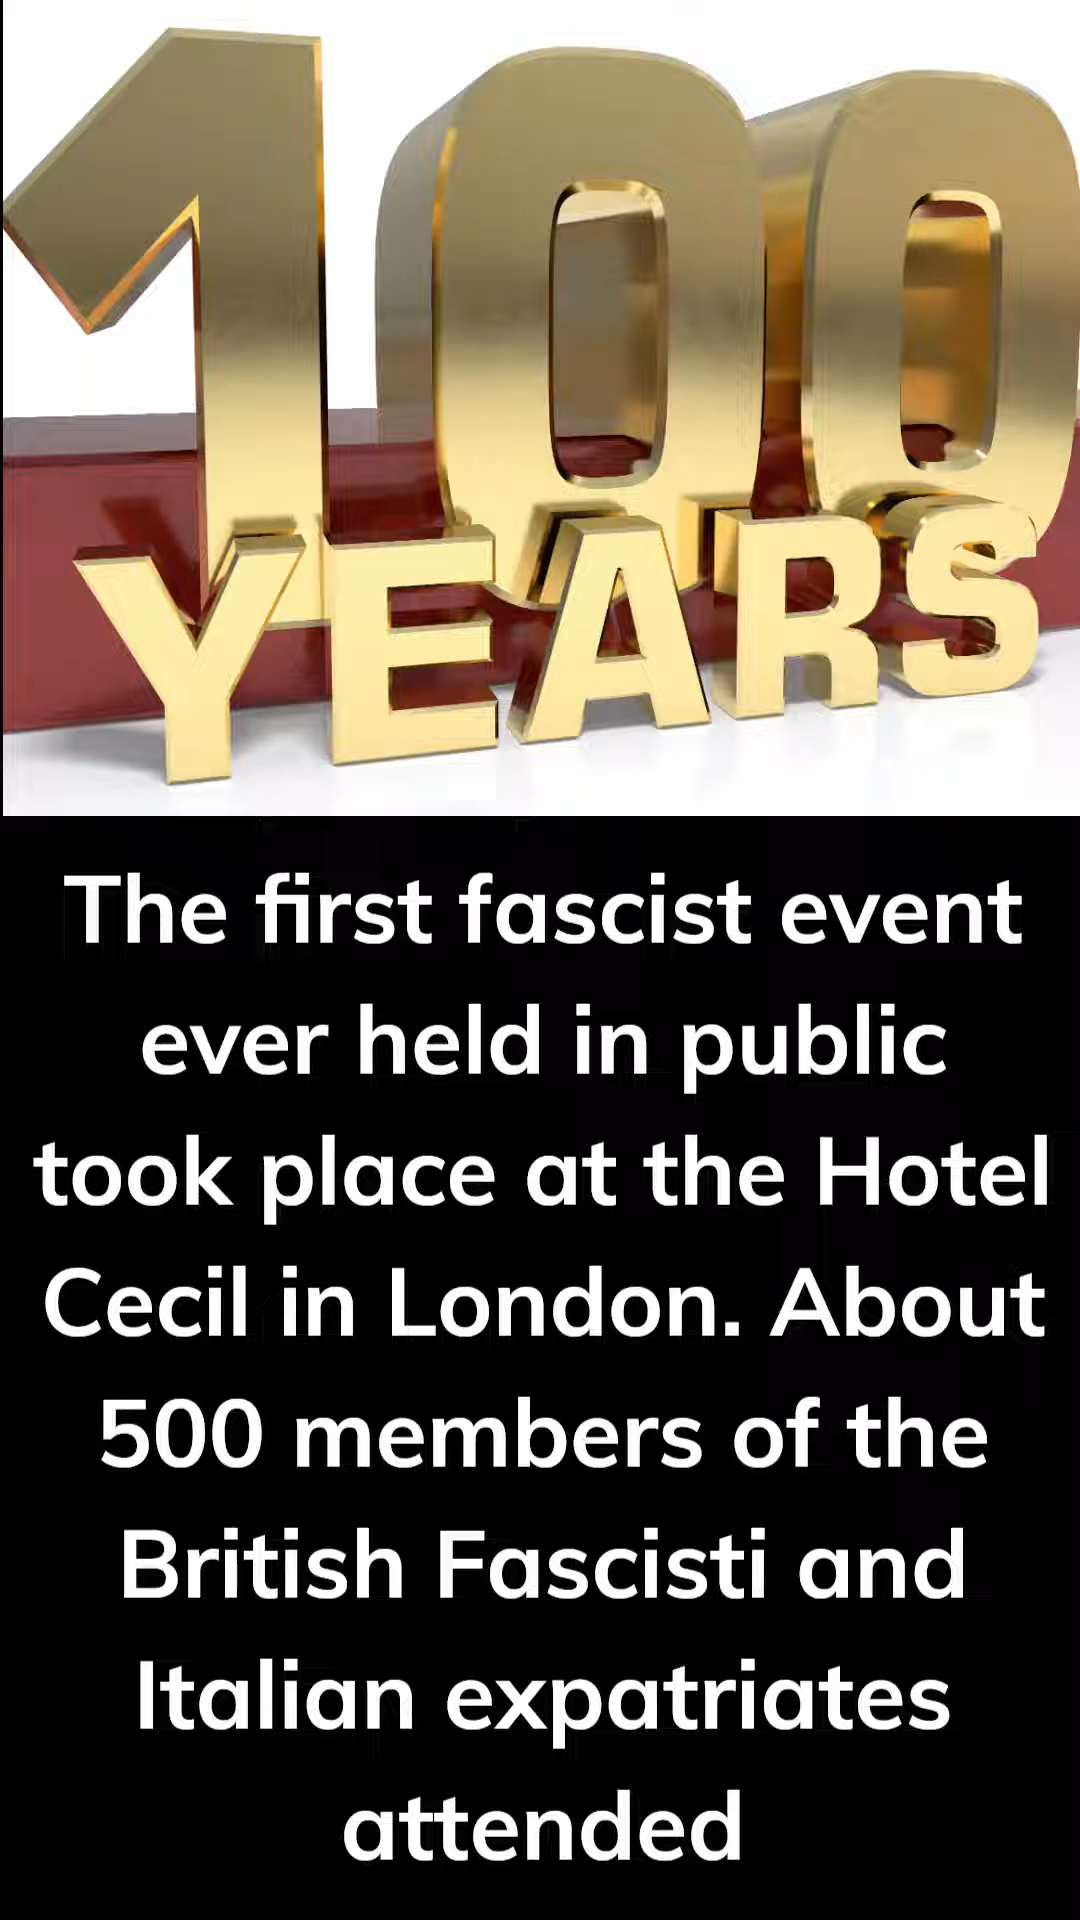 100
YEARS
The first fascist event
ever held in public
took place at the Hotel
Cecil in London. About
500 members of the
British Fascisti and
Italian expatriates
attended